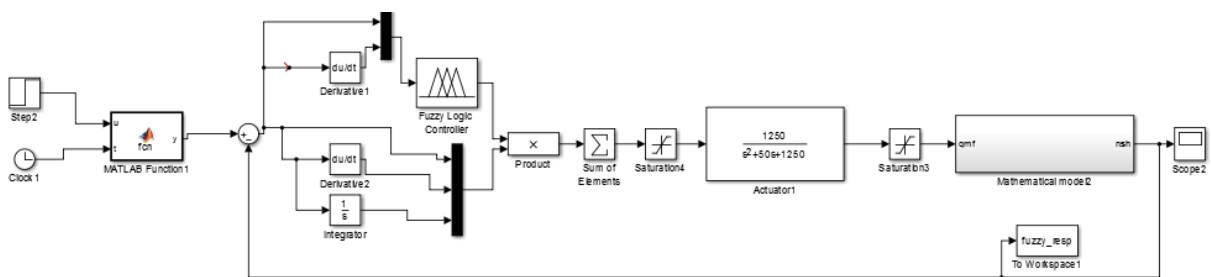 Step2
Clock1
u
t
fcn
y
MATLAB Function1
+
−
du/dt
Derivative1
Fuzzy Logic
Controller
du/dt
Derivative2
1
s
Integrator
×
Product
Σ
Sum of
Elements
Saturation4
1250
s²+50s+1250
Actuator1
Saturation3
qmf
nsh
Mathematical model2
Scope2
fuzzy_resp
To Workspace1